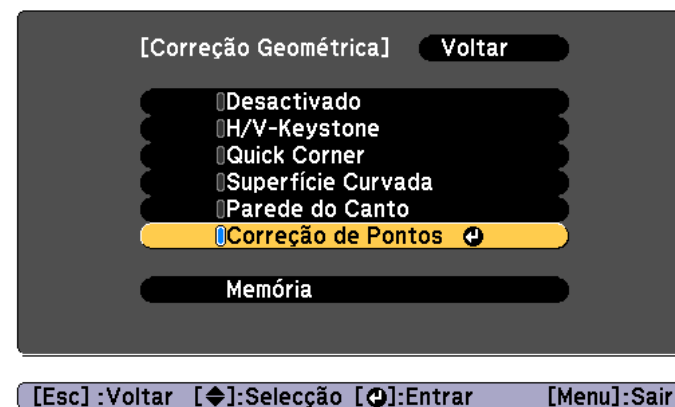 [Correção Geométrica] Voltar
Desactivado
H/V-Keystone
Quick Corner
Superfície Curvada
Parede do Canto
Correção de Pontos
Memória
[Esc] :Voltar [◆]:Selecção [↵]:Entrar [Menu]:Sair